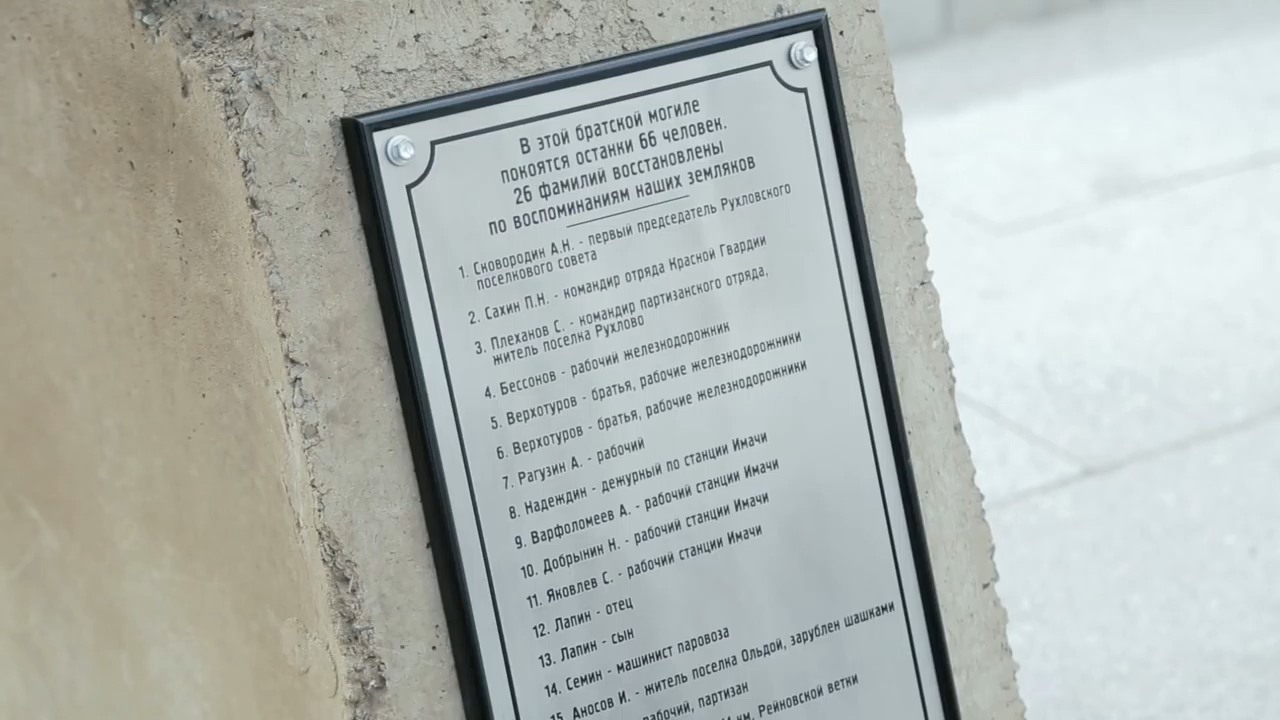 В этой братской могиле
покоятся останки 66 человек.
26 фамилий восстановлены
по воспоминаниям наших земляков
1. Сковородин А.Н. - первый председатель Рухловского
поселкового совета
2. Сахин П.Н. - командир отряда Красной Гвардии
3. Плеханов С. - командир партизанского отряда,
житель поселка Рухлово
4. Бессонов - рабочий железнодорожник
5. Верхотуров - братья, рабочие железнодорожники
6. Верхотуров - братья, рабочие железнодорожники
7. Рагузин А. - рабочий
8. Надеждин - дежурный по станции Имачи
9. Варфоломеев А. - рабочий станции Имачи
10. Добрынин Н. - рабочий станции Имачи
11. Яковлев С. - рабочий станции Имачи
12. Лапин - отец
13. Лапин - сын
14. Семин - машинист паровоза
15. Аносов И. - житель поселка Ольдой, зарублен шашками
рабочий, партизан
км, Рейновской ветки